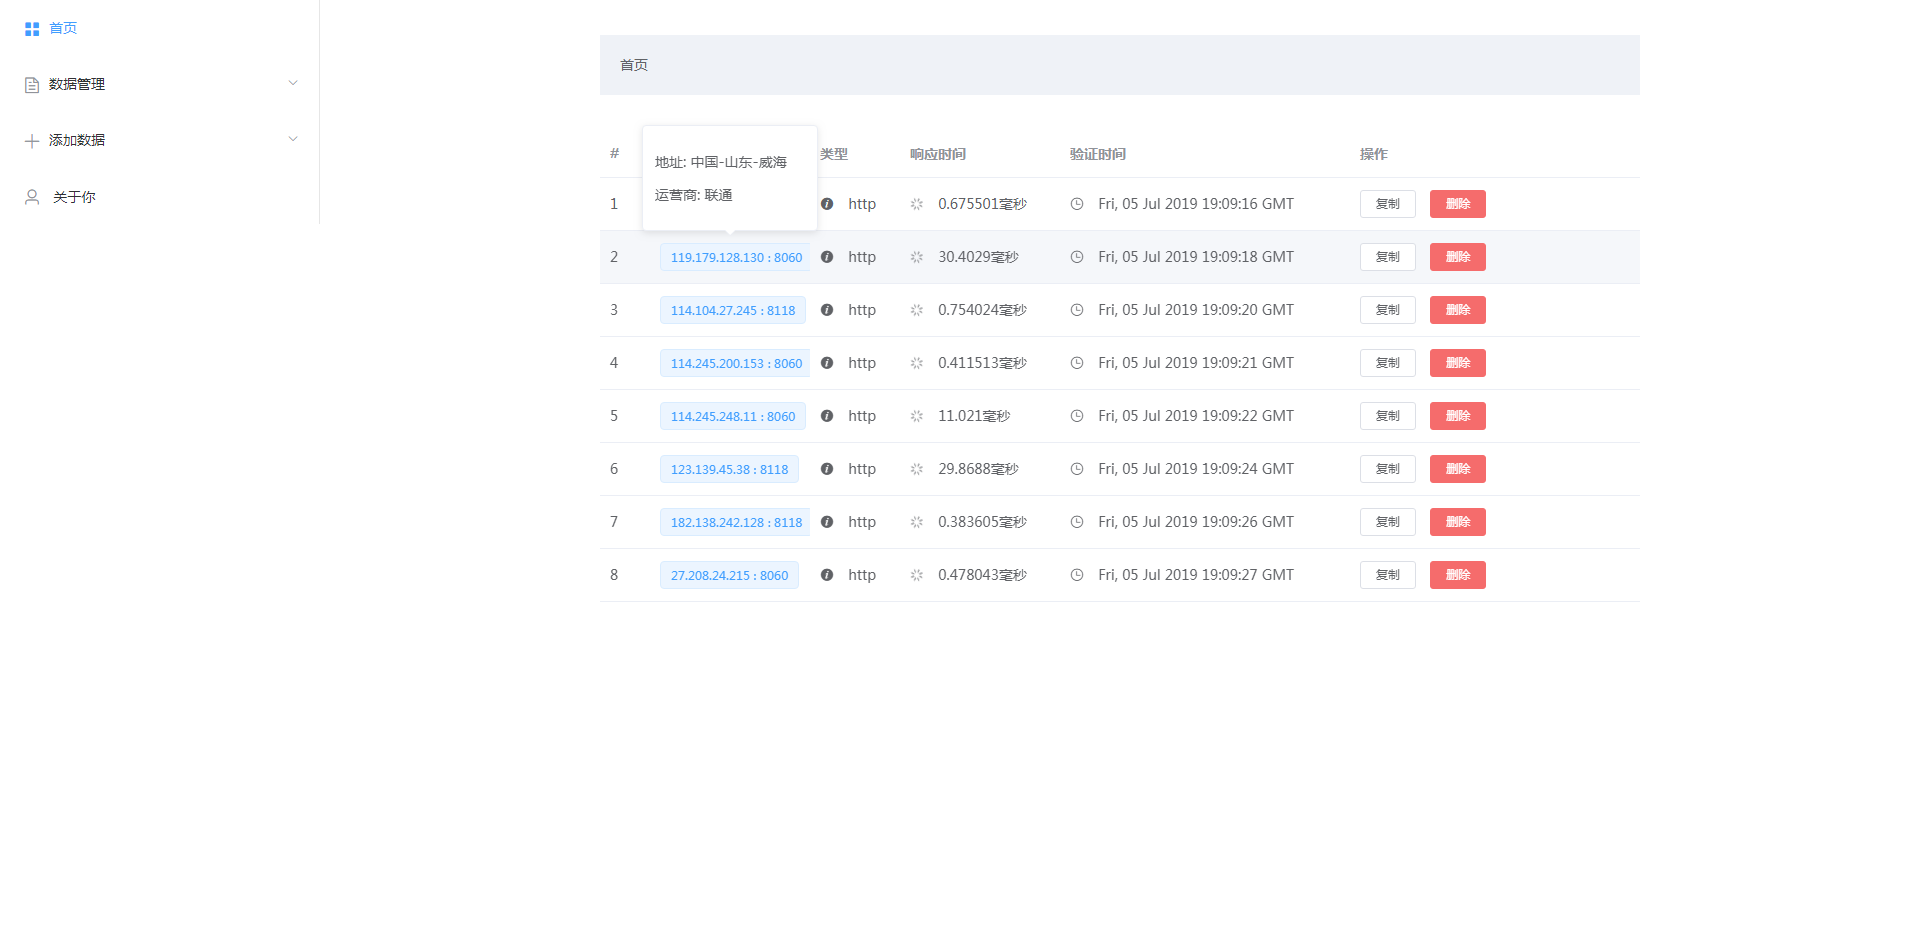 首页
数据管理
添加数据
关于你
首页
# 类型 响应时间 验证时间 操作
地址: 中国-山东-威海
运营商: 联通
1 http 0.675501毫秒 Fri, 05 Jul 2019 19:09:16 GMT 复制 删除
2 119.179.128.130 : 8060 http 30.4029毫秒 Fri, 05 Jul 2019 19:09:18 GMT 复制 删除
3 114.104.27.245 : 8118 http 0.754024毫秒 Fri, 05 Jul 2019 19:09:20 GMT 复制 删除
4 114.245.200.153 : 8060 http 0.411513毫秒 Fri, 05 Jul 2019 19:09:21 GMT 复制 删除
5 114.245.248.11 : 8060 http 11.021毫秒 Fri, 05 Jul 2019 19:09:22 GMT 复制 删除
6 123.139.45.38 : 8118 http 29.8688毫秒 Fri, 05 Jul 2019 19:09:24 GMT 复制 删除
7 182.138.242.128 : 8118 http 0.383605毫秒 Fri, 05 Jul 2019 19:09:26 GMT 复制 删除
8 27.208.24.215 : 8060 http 0.478043毫秒 Fri, 05 Jul 2019 19:09:27 GMT 复制 删除